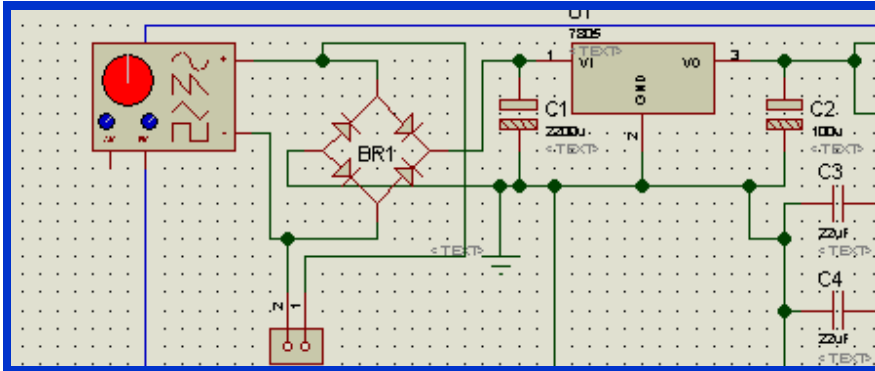 U1
7805
<TEXT>
1
VI
VO
3
GND
2
+
-
BR1
C1
2200u
<TEXT>
C2
100u
<TEXT>
C3
22uF
<TEXT>
C4
22uF
<TEXT>
<TEXT>
2
1